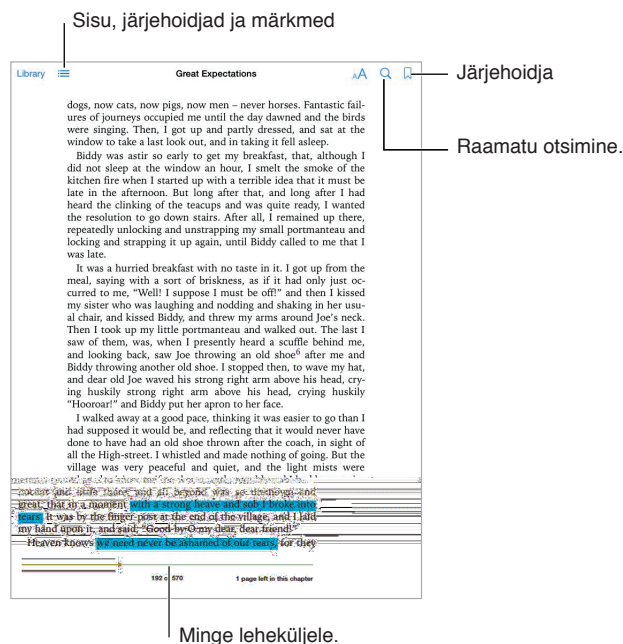 Sisu, järjehoidjad ja märkmed
Library
Great Expectations
AA
Järjehoidja
Raamatu otsimine.
dogs, now cats, now pigs, now men – never horses. Fantastic fail-
ures of journeys occupied me until the day dawned and the birds
were singing. Then, I got up and partly dressed, and sat at the
window to take a last look out, and in taking it fell asleep.
Biddy was astir so early to get my breakfast, that, although I
did not sleep at the window an hour, I smelt the smoke of the
kitchen fire when I started up with a terrible idea that it must be
late in the afternoon. But long after that, and long after I had
heard the clinking of the teacups and was quite ready, I wanted
the resolution to go down stairs. After all, I remained up there,
repeatedly unlocking and unstrapping my small portmanteau and
locking and strapping it up again, until Biddy called to me that I
was late.
It was a hurried breakfast with no taste in it. I got up from the
meal, saying with a sort of briskness, as if it had only just oc-
curred to me, “Well! I suppose I must be off!” and then I kissed
my sister who was laughing and nodding and shaking in her usu-
al chair, and kissed Biddy, and threw my arms around Joe’s neck.
Then I took up my little portmanteau and walked out. The last I
saw of them, was, when I presently heard a scuffle behind me,
and looking back, saw Joe throwing an old shoe6 after me and
Biddy throwing another old shoe. I stopped then, to wave my hat,
and dear old Joe waved his strong right arm above his head, cry-
ing huskily strong right arm above his head, crying huskily
“Hooroar!” and Biddy put her apron to her face.
I walked away at a good pace, thinking it was easier to go than I
had supposed it would be, and reflecting that it would never have
done to have had an old shoe thrown after the coach, in sight of
all the High-street. I whistled and made nothing of going. But the
village was very peaceful and quiet, and the light mists were
and all beyond was so and
great, that in a moment with a strong heave and sob I broke into
tears. It was by the finger-post at the end of the village, and I laid
my hand upon it, and said, “Good-by O my dear, dear friend!”
Heaven knows we need never be ashamed of our tears, for they
192 570
1 page left in this chapter
Minge leheküljele.